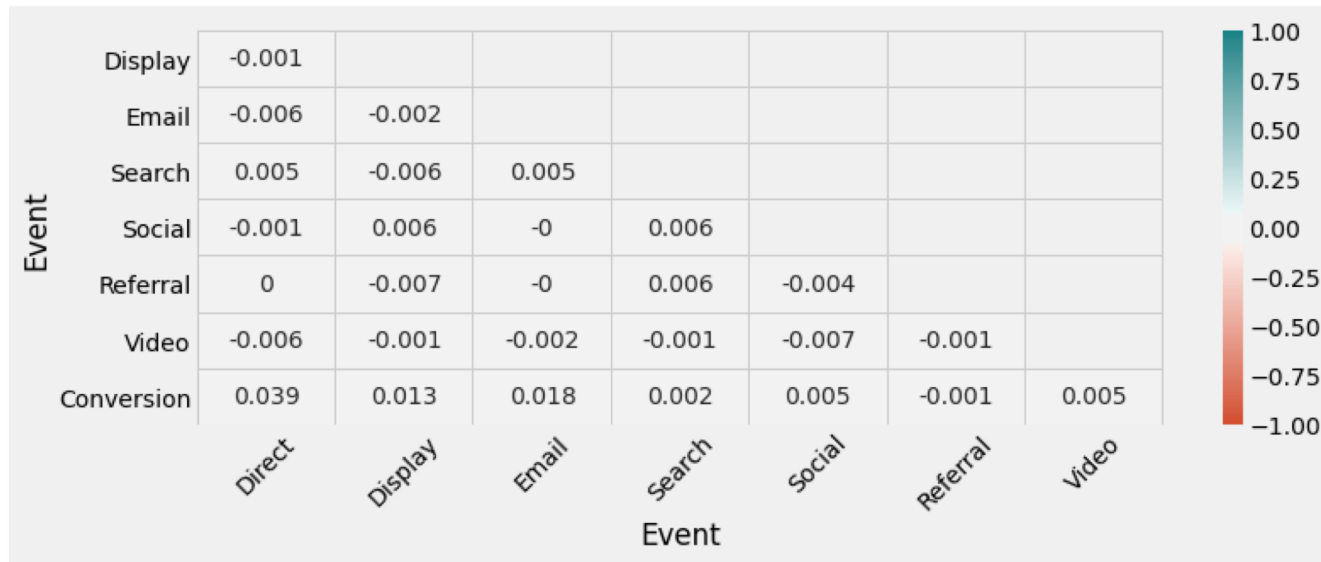 Display -0.001
Email -0.006 -0.002
Search 0.005 -0.006 0.005
Social -0.001 0.006 -0 0.006
Referral 0 -0.007 -0 0.006 -0.004
Video -0.006 -0.001 -0.002 -0.001 -0.007 -0.001
Conversion 0.039 0.013 0.018 0.002 0.005 -0.001 0.005
Event
Direct Display Email Search Social Referral Video
Event
1.00
0.75
0.50
0.25
0.00
−0.25
−0.50
−0.75
−1.00